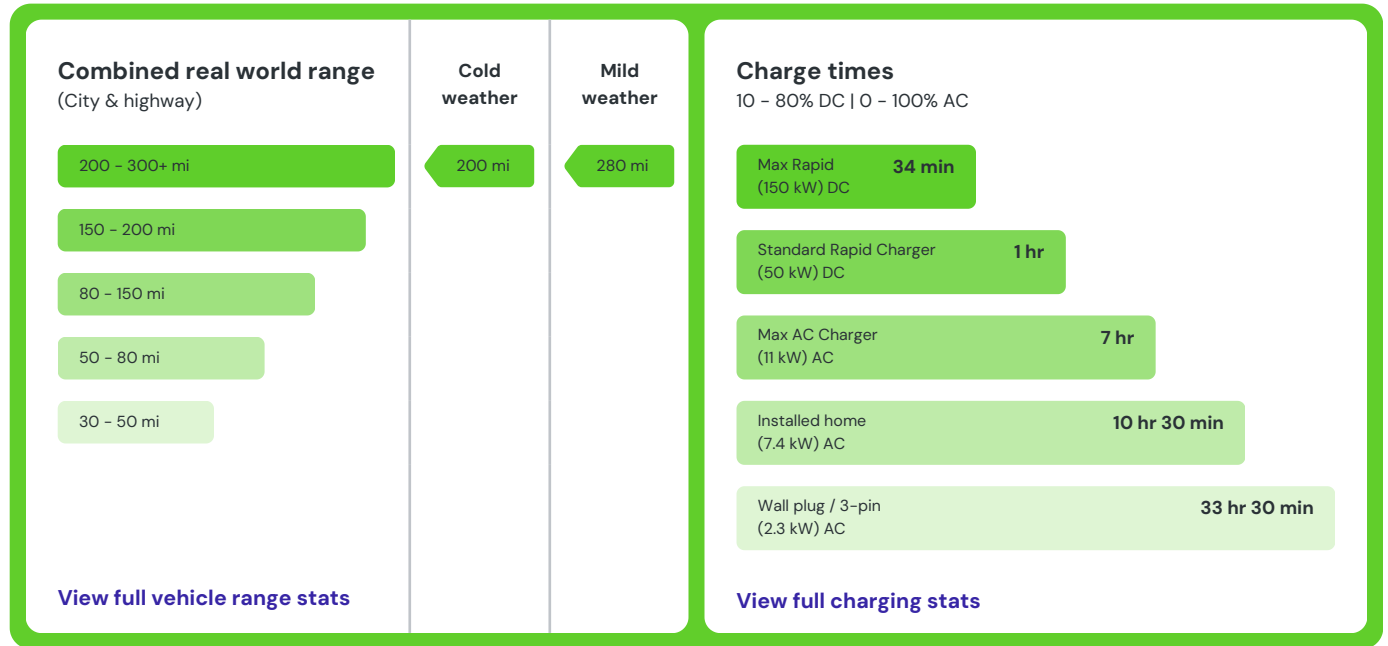 Combined real world range
(City & highway)
Cold
weather
Mild
weather
200 - 300+ mi
200 mi
280 mi
150 - 200 mi
80 - 150 mi
50 - 80 mi
30 - 50 mi
View full vehicle range stats
Charge times
10 - 80% DC | 0 - 100% AC
Max Rapid
(150 kW) DC
34 min
Standard Rapid Charger
(50 kW) DC
1 hr
Max AC Charger
(11 kW) AC
7 hr
Installed home
(7.4 kW) AC
10 hr 30 min
Wall plug / 3-pin
(2.3 kW) AC
33 hr 30 min
View full charging stats